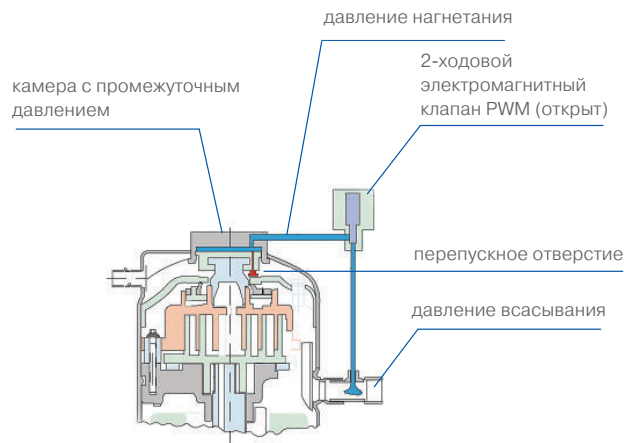 давление нагнетания
2-ходовой
электромагнитный
клапан PWM (открыт)
камера с промежуточным
давлением
перепускное отверстие
давление всасывания